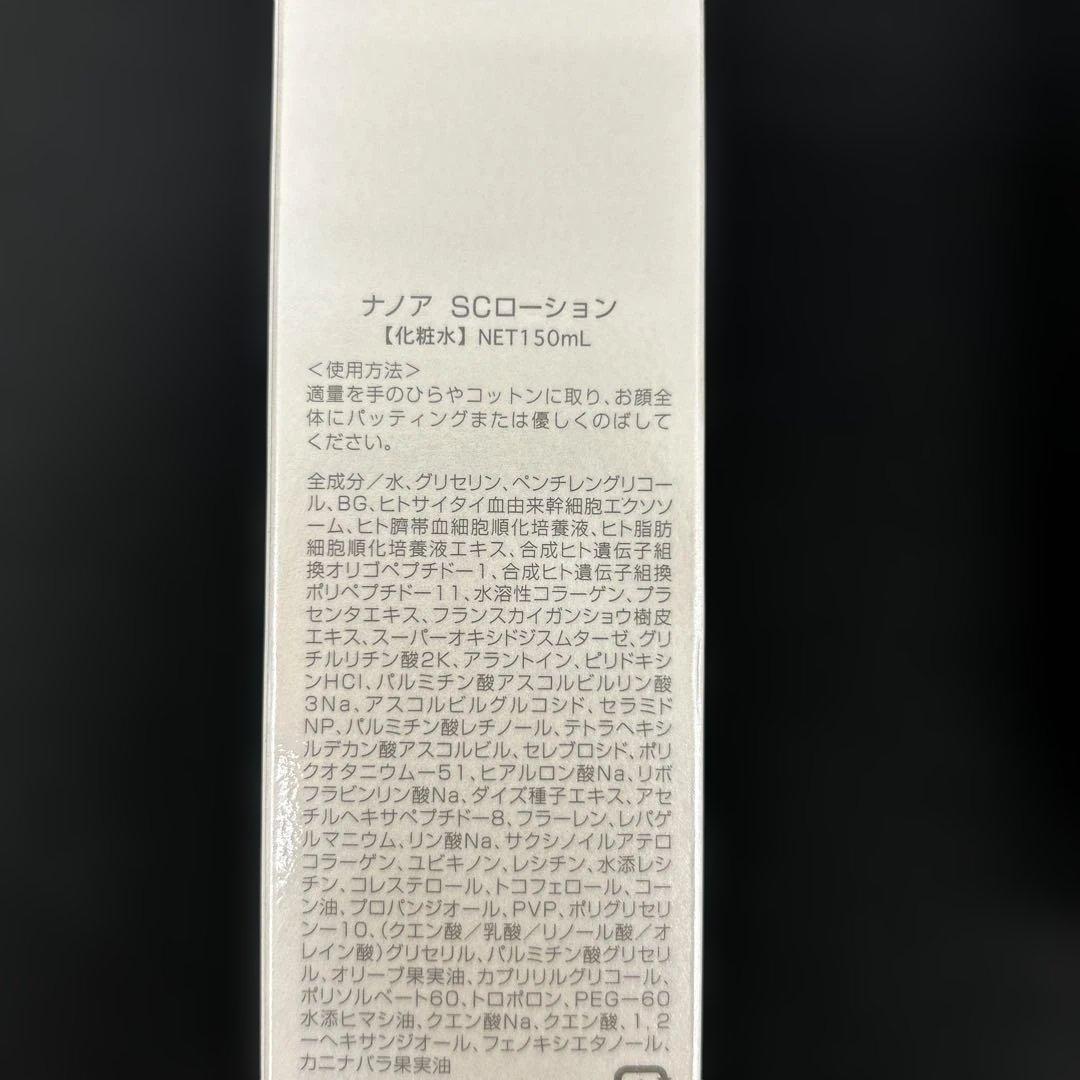 ナノア SCローション
【化粧水】NET150mL
＜使用方法＞
適量を手のひらやコットンに取り、お顔全
体にパッティングまたは優しくのばして
ください。
全成分／水、グリセリン、ペンチレングリコー
ル、BG、ヒトサイタイ血由来幹細胞エクソソ
ーム、ヒト臍帯血細胞順化培養液、ヒト脂肪
細胞順化培養液エキス、合成ヒト遺伝子組
換オリゴペプチドー1、合成ヒト遺伝子組換
ポリペプチドー11、水溶性コラーゲン、プラ
センタエキス、フランスカイガンショウ樹皮
エキス、スーパーオキシドジスムターゼ、グリ
チルリチン酸2K、アラントイン、ピリドキシ
ンHCl、パルミチン酸アスコルビルリン酸
3Na、アスコルビルグルコシド、セラミド
NP、パルミチン酸レチノール、テトラヘキシ
ルデカン酸アスコルビル、セレブロシド、ポリ
クオタニウムー51、ヒアルロン酸Na、リボ
フラビンリン酸Na、ダイズ種子エキス、アセ
チルヘキサペプチドー8、フラーレン、レパゲ
ルマニウム、リン酸Na、サクシノイルアテロ
コラーゲン、ユビキノン、レシチン、水添レシ
チン、コレステロール、トコフェロール、コー
ン油、プロパンジオール、PVP、ポリグリセリ
ンー10、（クエン酸／乳酸／リノール酸／オ
レイン酸）グリセリル、パルミチン酸グリセリ
ル、オリーブ果実油、カプリリルグリコール、
ポリソルベート60、トロポロン、PEGー60
水添ヒマシ油、クエン酸Na、クエン酸、1，2
ーヘキサンジオール、フェノキシエタノール、
カニナバラ果実油